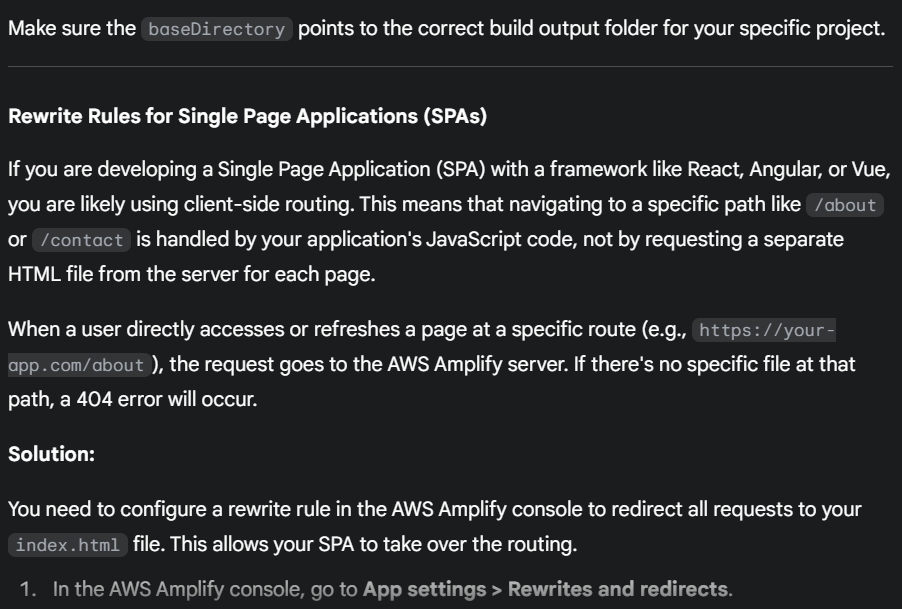 Make sure the baseDirectory points to the correct build output folder for your specific project.
Rewrite Rules for Single Page Applications (SPAs)
If you are developing a Single Page Application (SPA) with a framework like React, Angular, or Vue,
you are likely using client-side routing. This means that navigating to a specific path like /about
or /contact is handled by your application's JavaScript code, not by requesting a separate
HTML file from the server for each page.
When a user directly accesses or refreshes a page at a specific route (e.g., https://your-
app.com/about), the request goes to the AWS Amplify server. If there's no specific file at that
path, a 404 error will occur.
Solution:
You need to configure a rewrite rule in the AWS Amplify console to redirect all requests to your
index.html file. This allows your SPA to take over the routing.
1. In the AWS Amplify console, go to App settings > Rewrites and redirects.